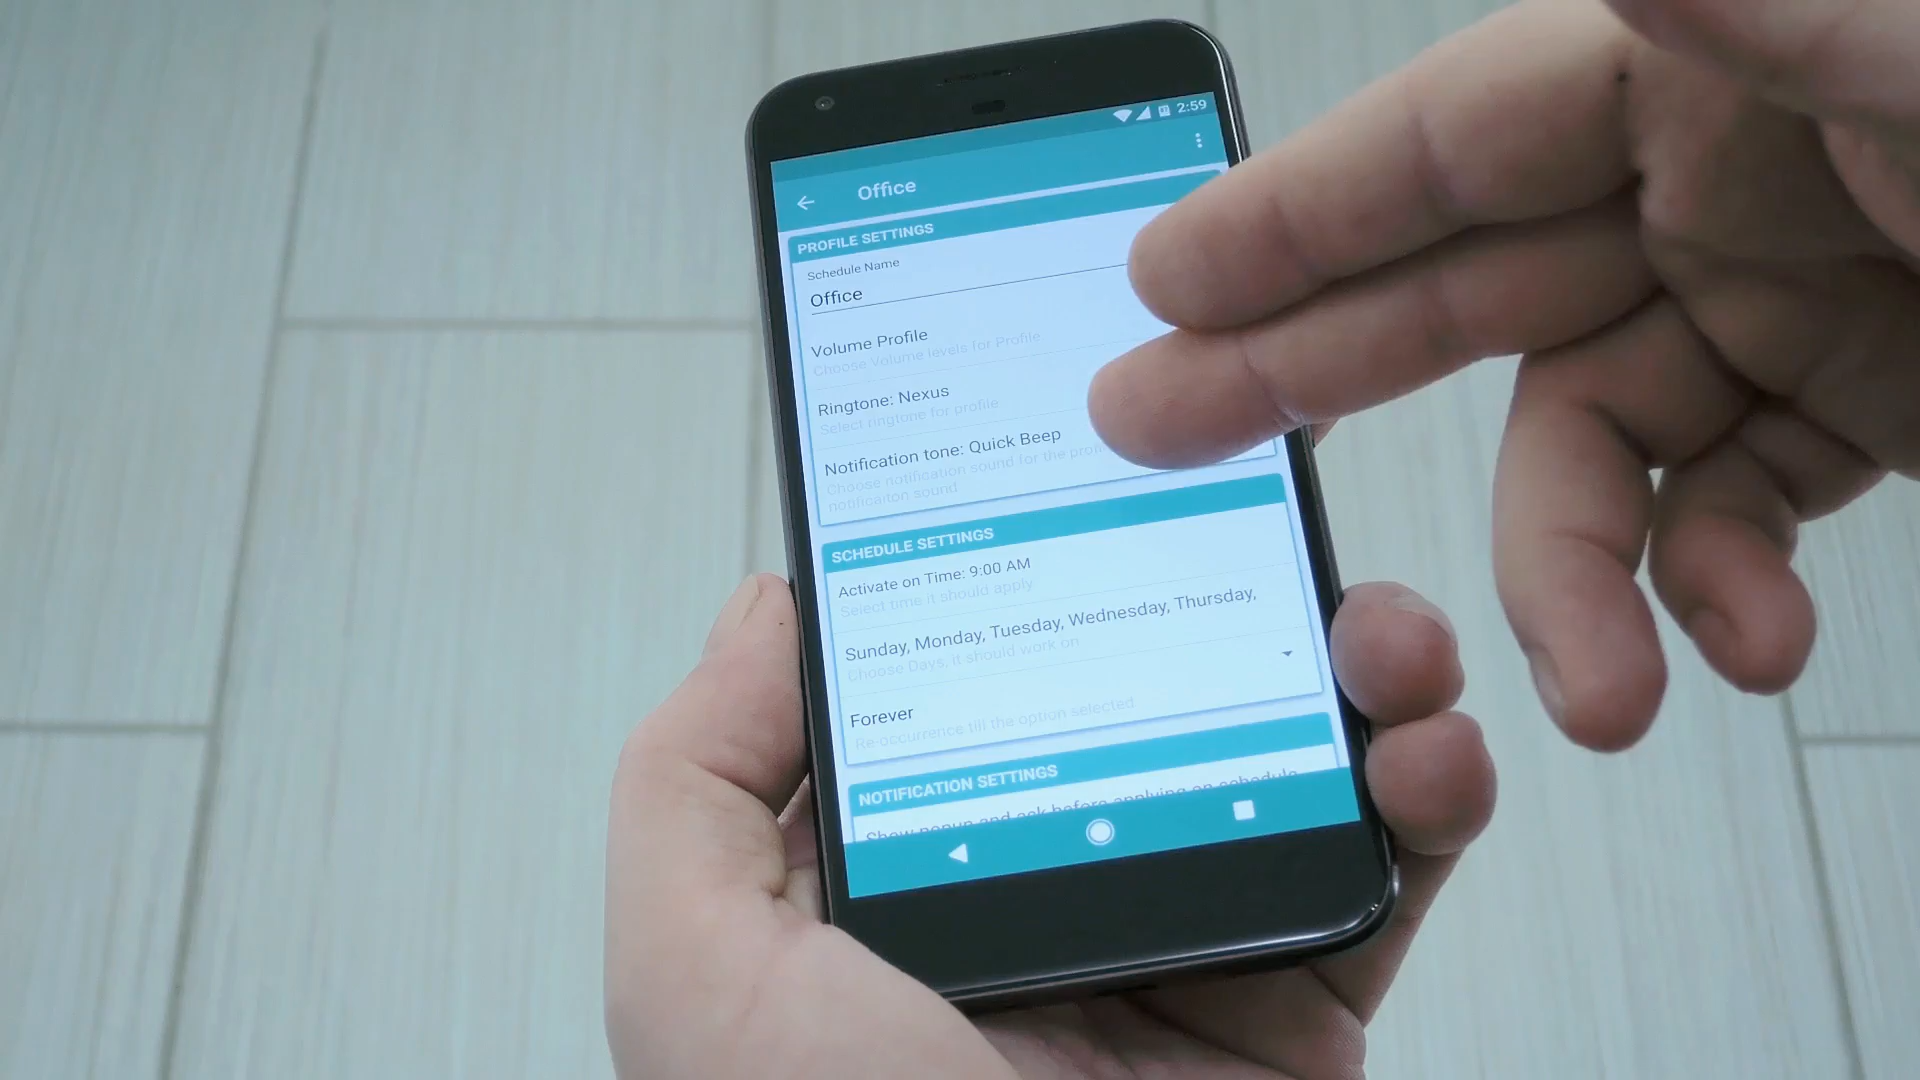 2:59
Office
PROFILE SETTINGS
Schedule Name
Office
Volume Profile
Choose Volume levels for Profile
Ringtone: Nexus
Select ringtone for profile
Notification tone: Quick Beep
Choose notification sound for the
notificaiton sound
SCHEDULE SETTINGS
Activate on Time: 9:00 AM
Select time it should apply
Sunday, Monday, Tuesday, Wednesday, Thursday,
Choose Days, it should work on
Forever
Re-occurrence till the option selected
NOTIFICATION SETTINGS
Show popup and ask before applying on schedule